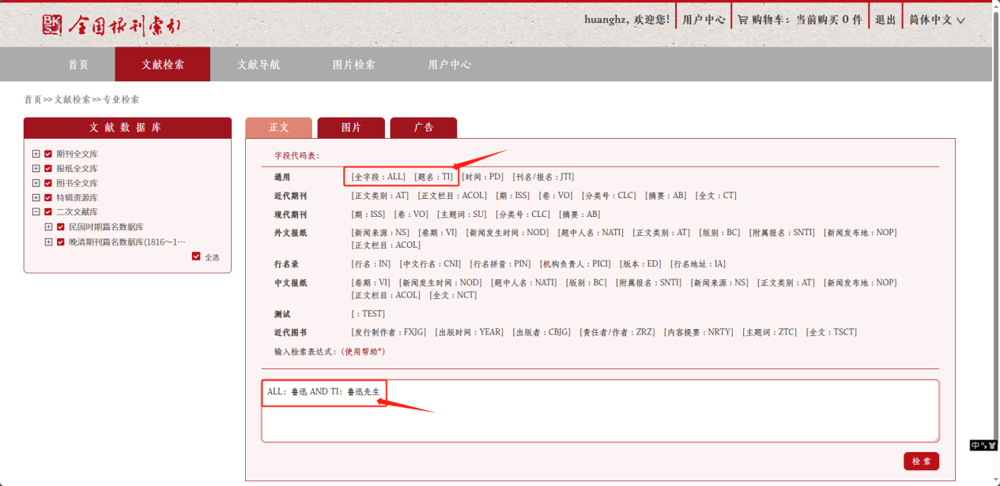 全国报刊索引
huanghz, 欢迎您! 用户中心 购物车: 当前购买 0 件 退出 简体中文
首页 文献检索 文献导航 图片检索 用户中心
首页>>文献检索>>专业检索
文献数据库
期刊全文库
报纸全文库
图书全文库
特辑资源库
二次文献库
民国时期篇名数据库
晚清期刊篇名数据库(1816～1···
全选
正文 图片 广告
字段代码表:
通用 [全字段:ALL] [题名:TI] [时间:PD] [刊名/报名:JTI]
近代期刊 [正文类别:AT] [正文栏目:ACOL] [期:ISS] [卷:VO] [分类号:CLC] [摘要:AB] [全文:CT]
现代期刊 [期:ISS] [卷:VO] [主题词:SU] [分类号:CLC] [摘要:AB]
外文报纸 [新闻来源:NS] [卷期:VI] [新闻发生时间:NOD] [题中人名:NATI] [正文类别:AT] [版别:BC] [附属报名:SNTI] [新闻发布地:NOP]
[正文栏目:ACOL]
行名录 [行名:IN] [中文行名:CNI] [行名拼音:PIN] [机构负责人:PICI] [版本:ED] [行名地址:IA]
中文报纸 [卷期:VI] [新闻发生时间:NOD] [题中人名:NATI] [版别:BC] [附属报名:SNTI] [新闻来源:NS] [正文类别:AT] [新闻发布地:NOP]
[正文栏目:ACOL] [全文:NCT]
测试 [:TEST]
近代图书 [发行制作者:FXJG] [出版时间:YEAR] [出版者:CBJG] [责任者/作者:ZRZ] [内容提要:NRTY] [主题词:ZTC] [全文:TSCT]
输入检索表达式:(使用帮助*)
ALL: 鲁迅 AND TI: 鲁迅先生
检索
中